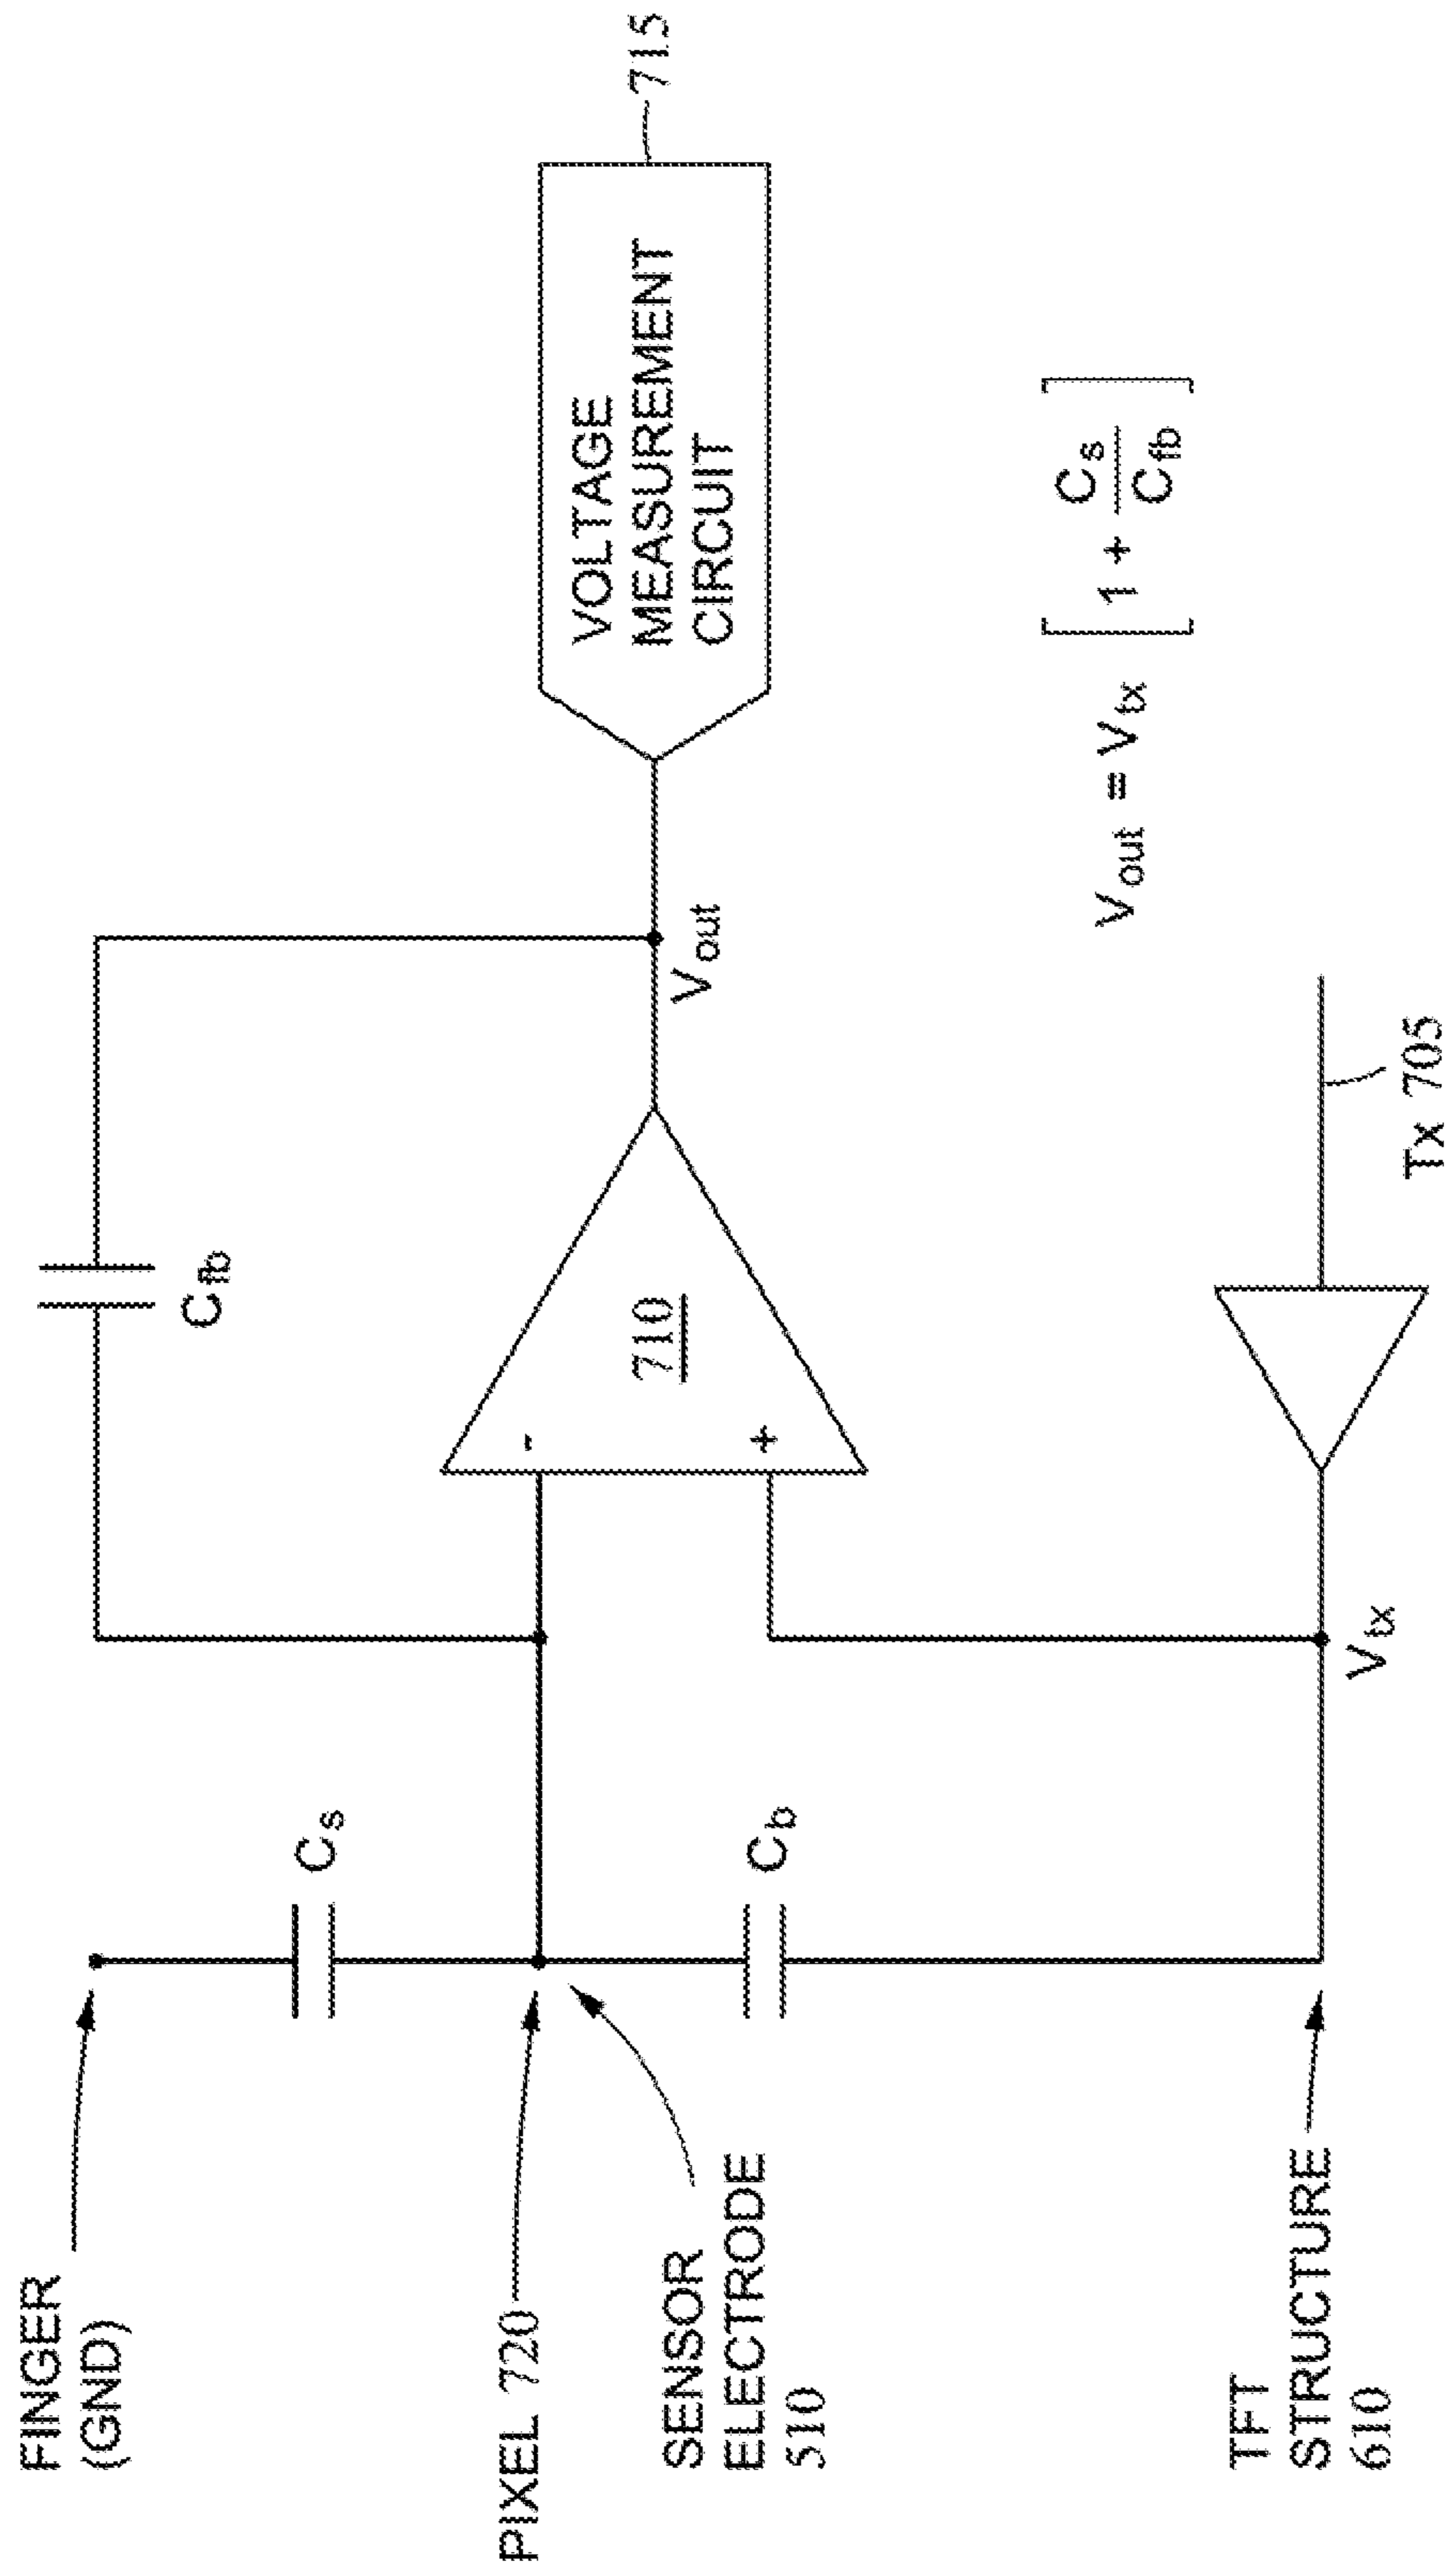 FINGER
(GND)
PIXEL 720
SENSOR
ELECTRODE
510
TFT
STRUCTURE
610
Cs
Cb
Cfb
-
+
710
Vtx
Vout
Tx 705
VOLTAGE
MEASUREMENT
CIRCUIT
715
Vout = Vtx [ 1 + Cs / Cfb ]